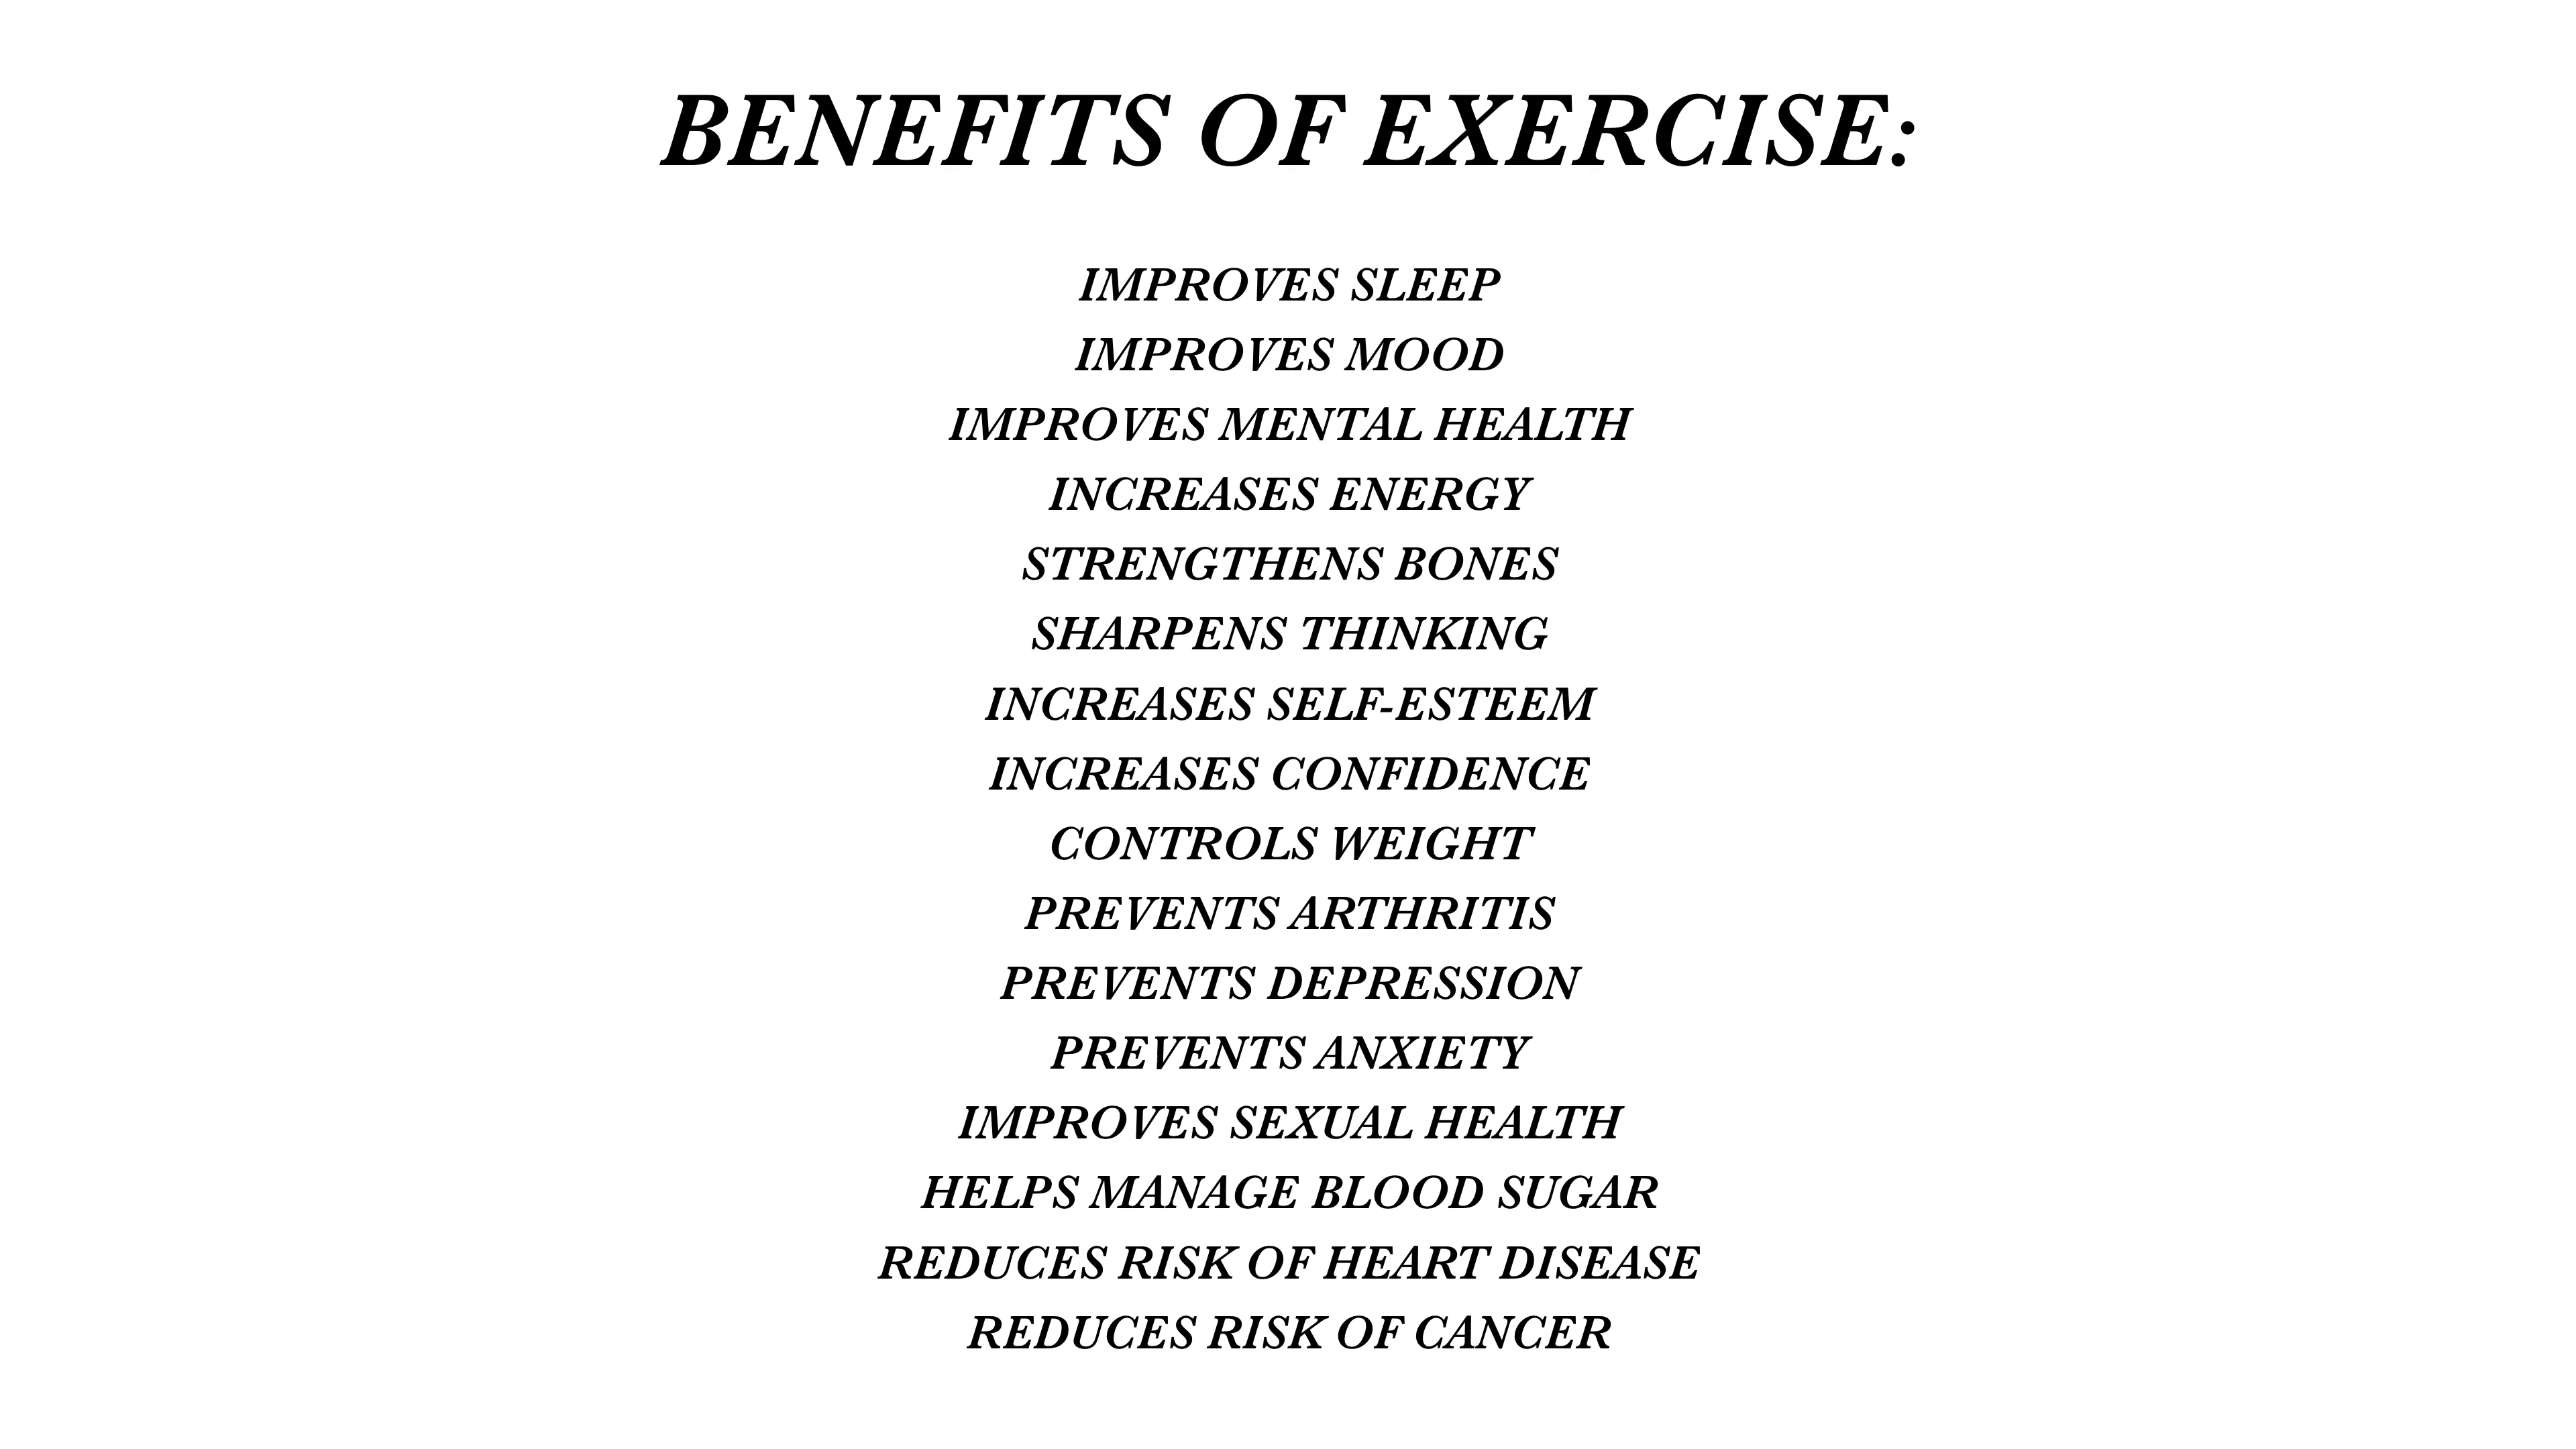 BENEFITS OF EXERCISE:
IMPROVES SLEEP
IMPROVES MOOD
IMPROVES MENTAL HEALTH
INCREASES ENERGY
STRENGTHENS BONES
SHARPENS THINKING
INCREASES SELF-ESTEEM
INCREASES CONFIDENCE
CONTROLS WEIGHT
PREVENTS ARTHRITIS
PREVENTS DEPRESSION
PREVENTS ANXIETY
IMPROVES SEXUAL HEALTH
HELPS MANAGE BLOOD SUGAR
REDUCES RISK OF HEART DISEASE
REDUCES RISK OF CANCER